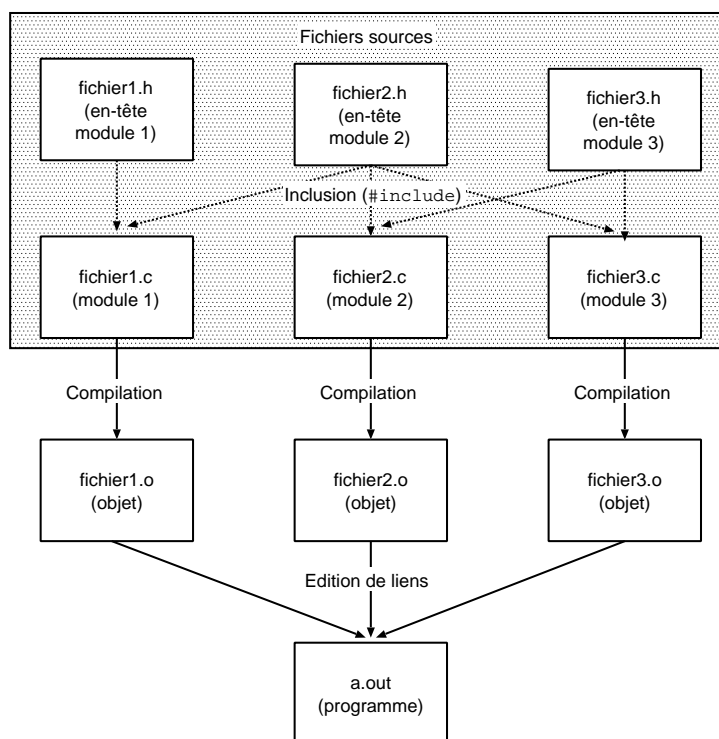 Fichiers sources
fichier1.h
(en-tête
module 1)
fichier2.h
(en-tête
module 2)
fichier3.h
(en-tête
module 3)
Inclusion (#include)
fichier1.c
(module 1)
fichier2.c
(module 2)
fichier3.c
(module 3)
Compilation
Compilation
Compilation
fichier1.o
(objet)
fichier2.o
(objet)
fichier3.o
(objet)
Edition de liens
a.out
(programme)